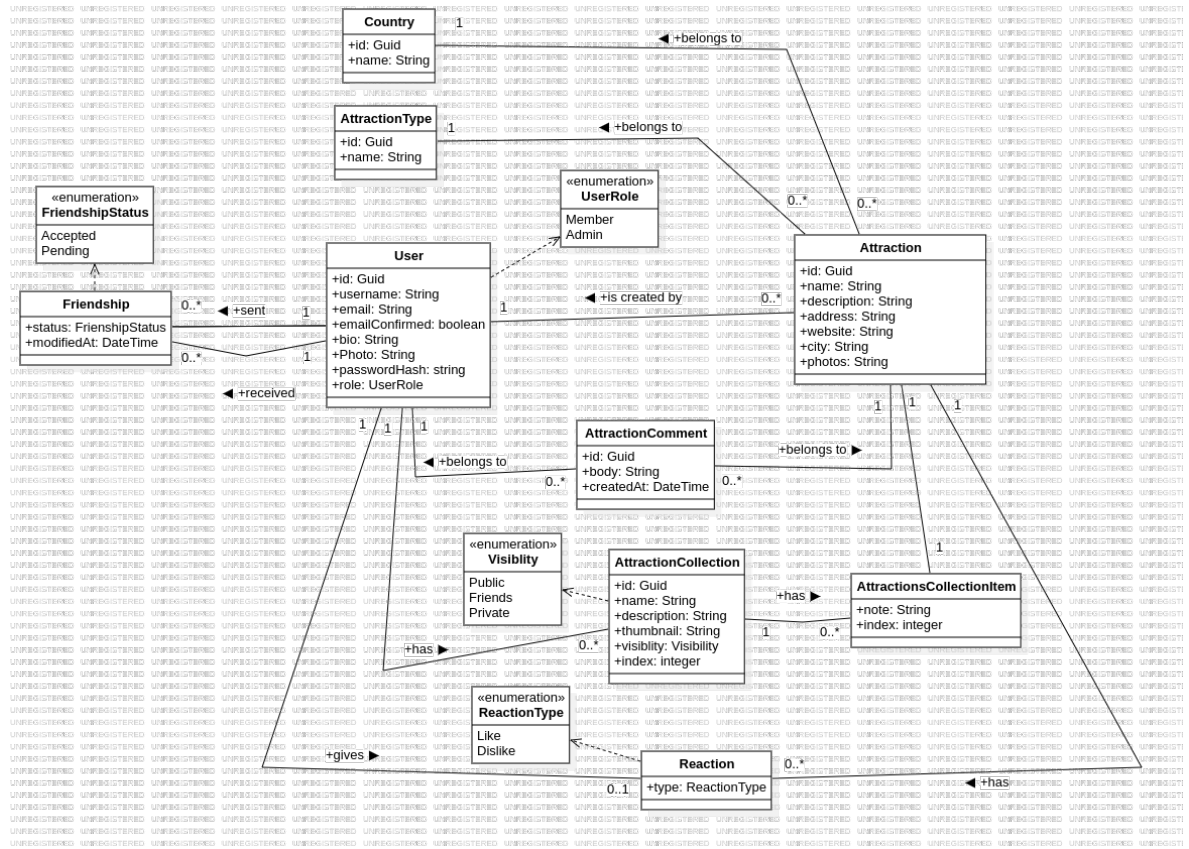 Country
+id: Guid
+name: String
1
◄ +belongs to
AttractionType
+id: Guid
+name: String
1
◄ +belongs to
0..*
0..*
«enumeration»
UserRole
Member
Admin
«enumeration»
FriendshipStatus
Accepted
Pending
Friendship
+status: FrienshipStatus
+modifiedAt: DateTime
0..*
◄ +sent
1
0..*
1
◄ +received
User
+id: Guid
+username: String
+email: String
+emailConfirmed: boolean
+bio: String
+Photo: String
+passwordHash: string
+role: UserRole
1
◄ +is created by
0..*
Attraction
+id: Guid
+name: String
+description: String
+address: String
+website: String
+city: String
+photos: String
1
1
1
1
1
1
AttractionComment
+id: Guid
+body: String
+createdAt: DateTime
◄ +belongs to
0..*
+belongs to ►
0..*
«enumeration»
Visiblity
Public
Friends
Private
AttractionCollection
+id: Guid
+name: String
+description: String
+thumbnail: String
+visiblity: Visibility
+index: integer
+has ►
0..*
+has ►
1
0..*
1
AttractionsCollectionItem
+note: String
+index: integer
«enumeration»
ReactionType
Like
Dislike
Reaction
+type: ReactionType
+gives ►
0..1
0..*
◄ +has
UNREGISTERED